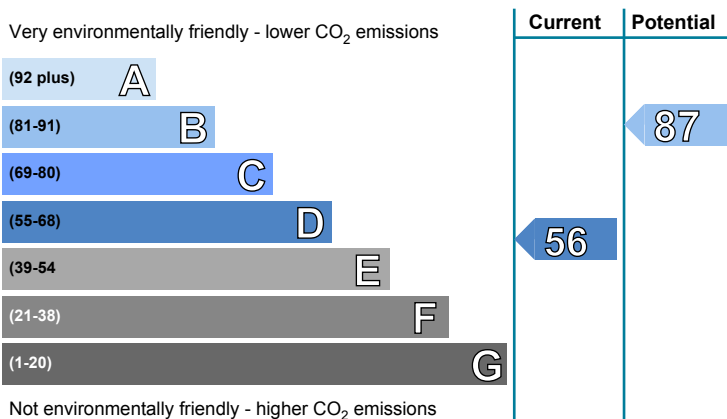 Current Potential
Very environmentally friendly - lower CO2 emissions
(92 plus) A
(81-91) B
87
(69-80) C
(55-68) D
56
(39-54 E
(21-38) F
(1-20) G
Not environmentally friendly - higher CO2 emissions